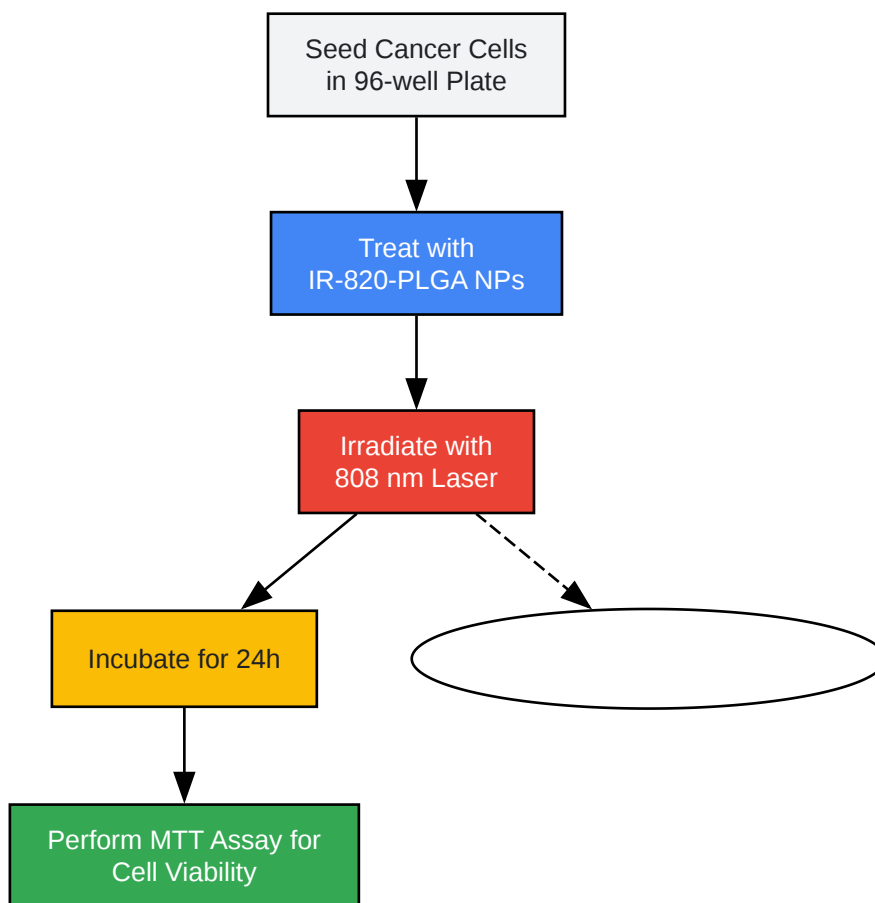 Seed Cancer Cells
in 96-well Plate
Treat with
IR-820-PLGA NPs
Irradiate with
808 nm Laser
Incubate for 24h
Perform MTT Assay for
Cell Viability